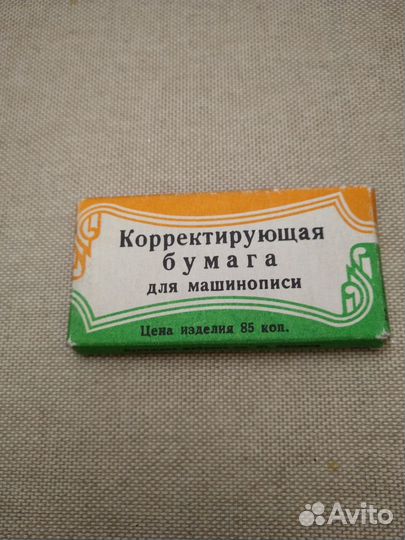 Корректирующая
бумага
для машинописи
Цена изделия 85 коп.
Avito